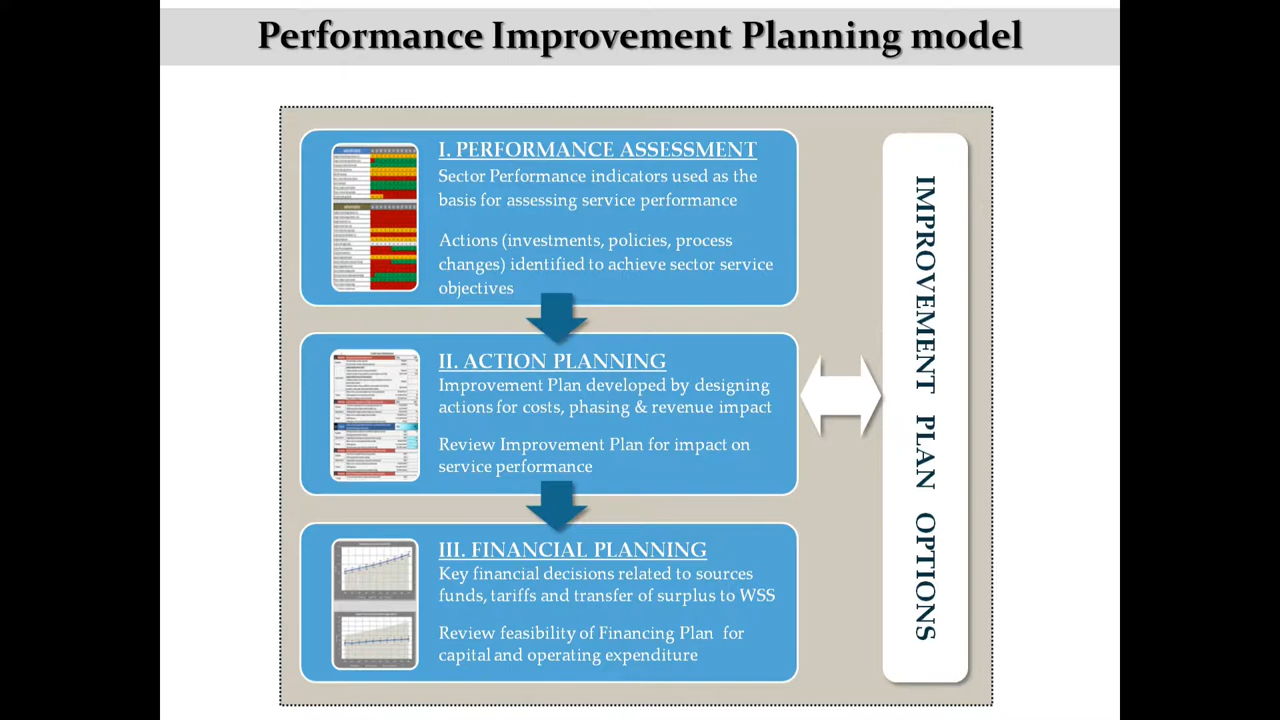 Performance Improvement Planning model
I. PERFORMANCE ASSESSMENT
Sector Performance indicators used as the
basis for assessing service performance
Actions (investments, policies, process
changes) identified to achieve sector service
objectives
II. ACTION PLANNING
Improvement Plan developed by designing
actions for costs, phasing & revenue impact
Review Improvement Plan for impact on
service performance
III. FINANCIAL PLANNING
Key financial decisions related to sources
funds, tariffs and transfer of surplus to WSS
Review feasibility of Financing Plan for
capital and operating expenditure
IMPROVEMENT PLAN OPTIONS